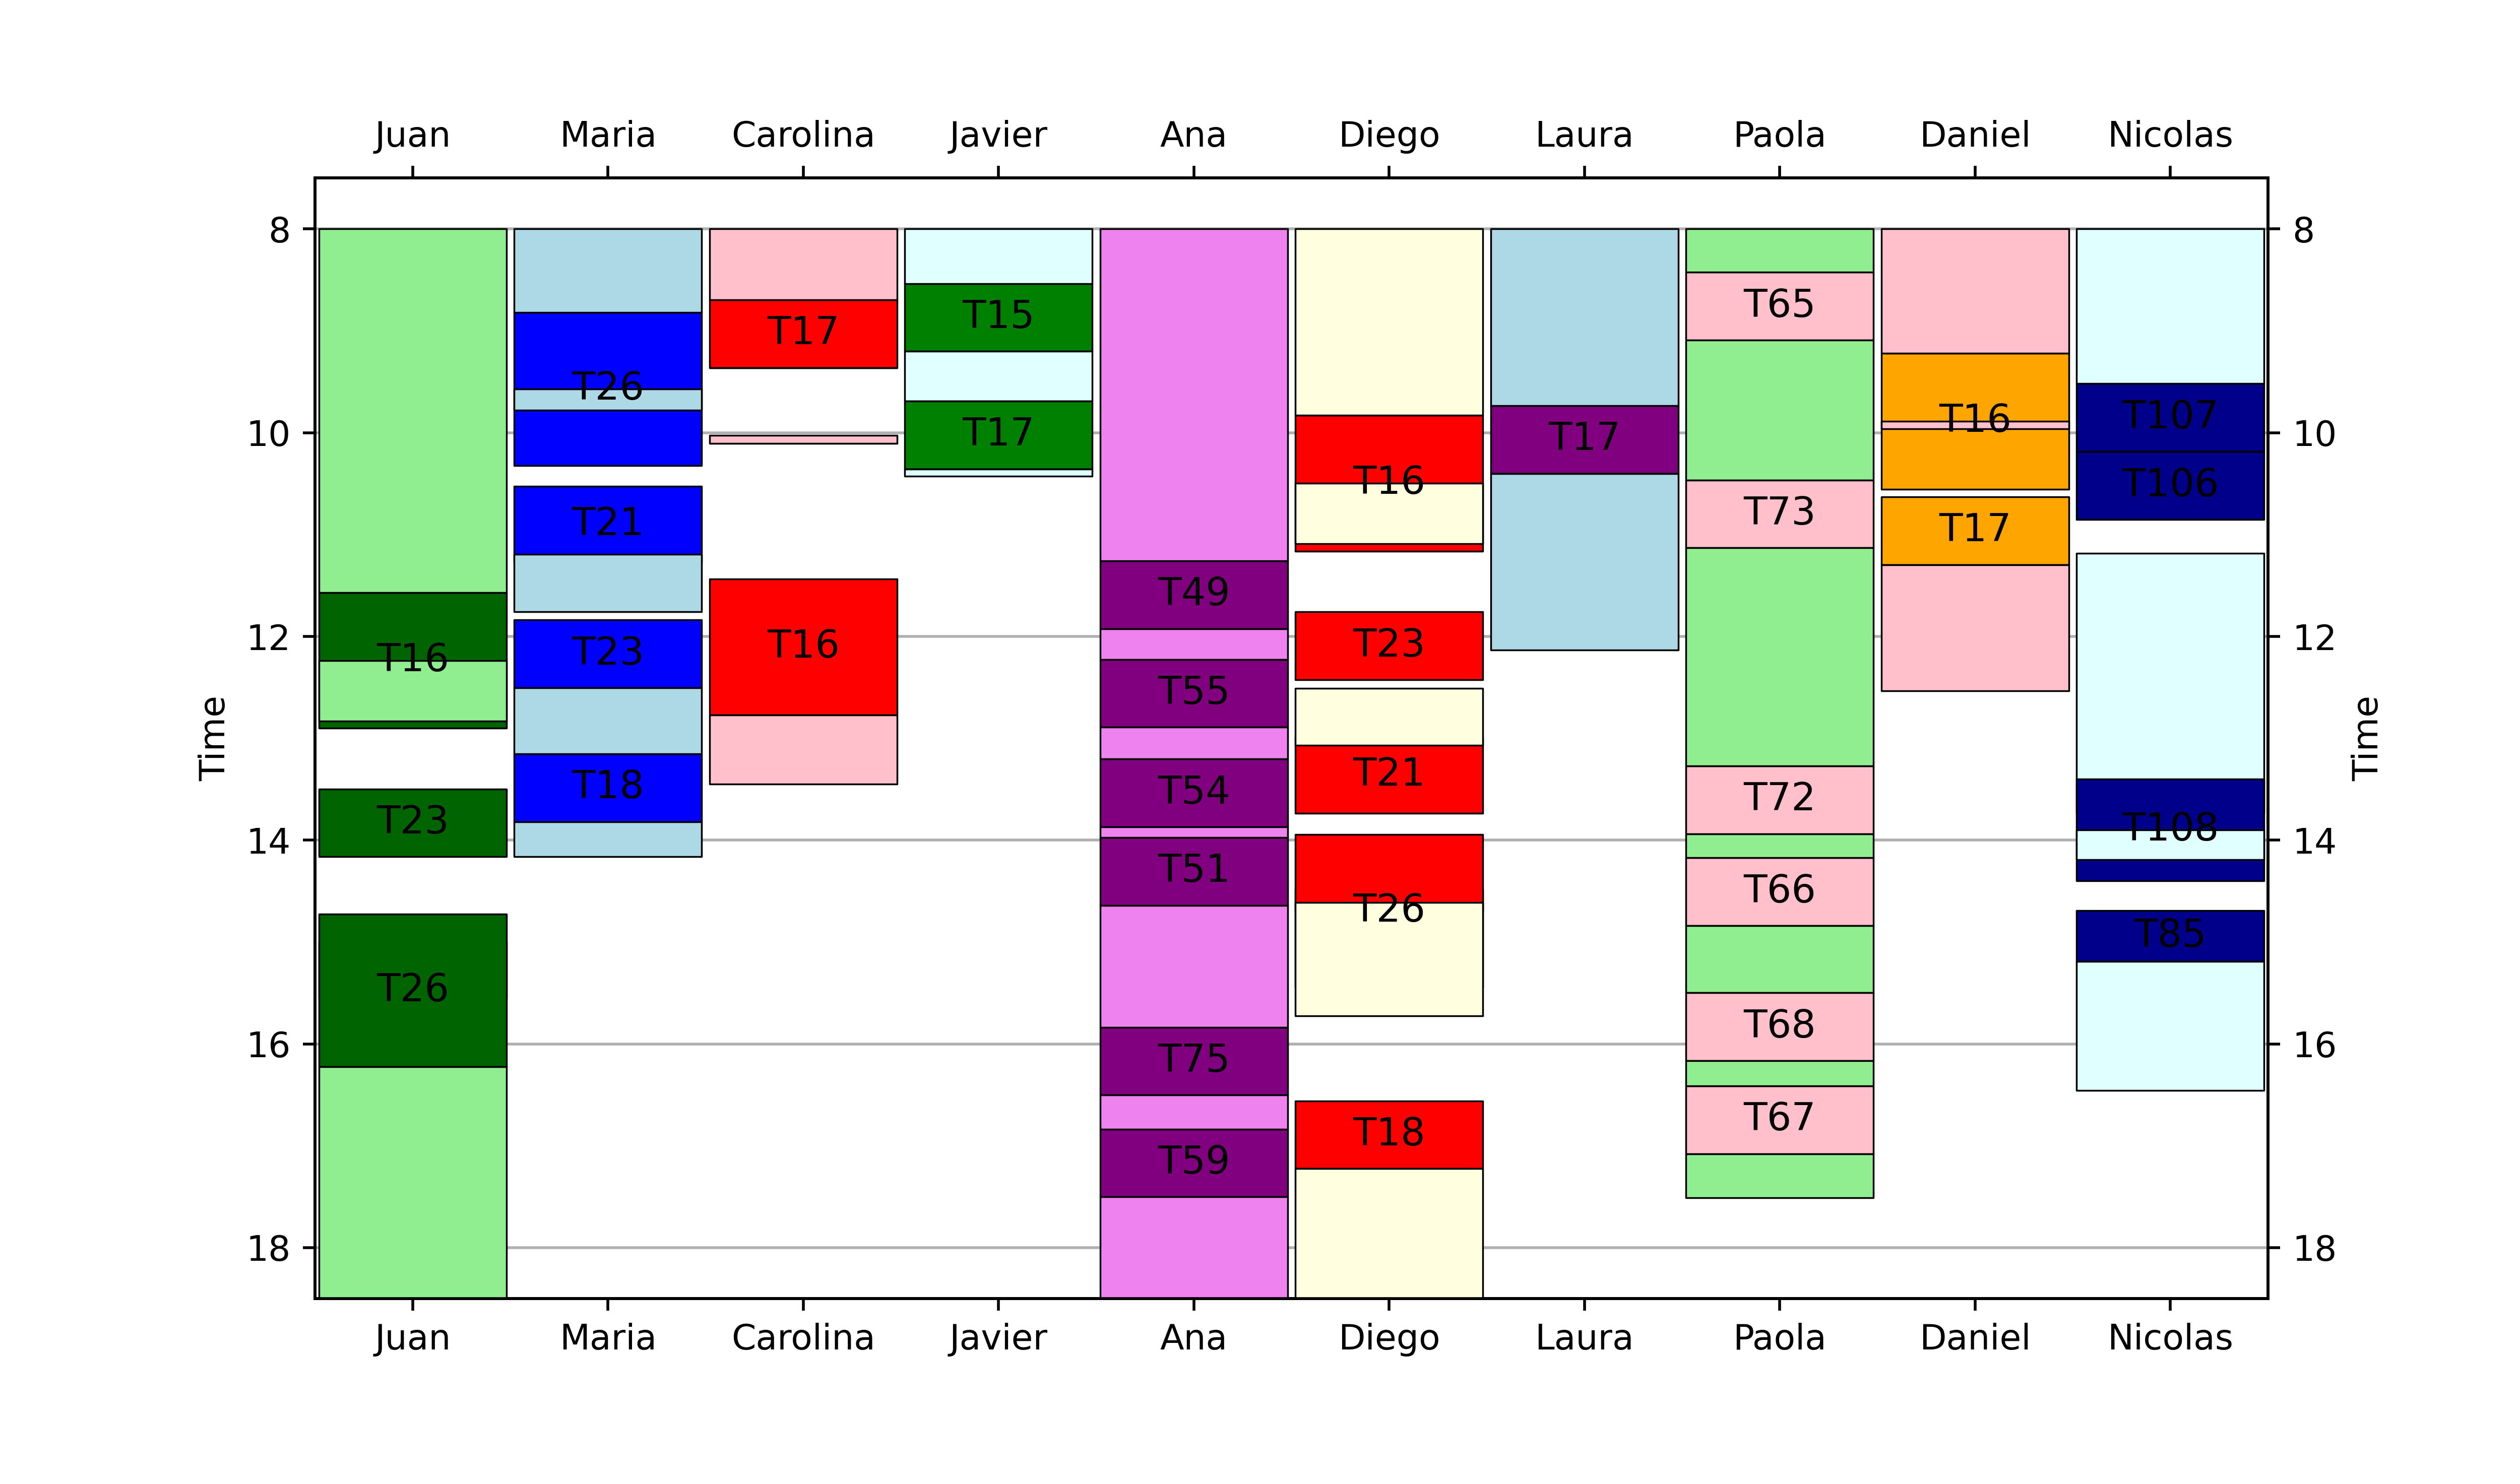 Juan Maria Carolina Javier Ana Diego Laura Paola Daniel Nicolas
8 8
T65
T15
T17
T26
T107
T16
10 T17 T17 10
T16 T106
T73
T21 T17
T49
12 T16 T23 T16 T23 12
T55
Time Time
T18 T54 T21 T72
T23 T108
14 T51 14
T66
T26 T85
T26
T68
16 T75 16
T18 T67
T59
18 18
Juan Maria Carolina Javier Ana Diego Laura Paola Daniel Nicolas